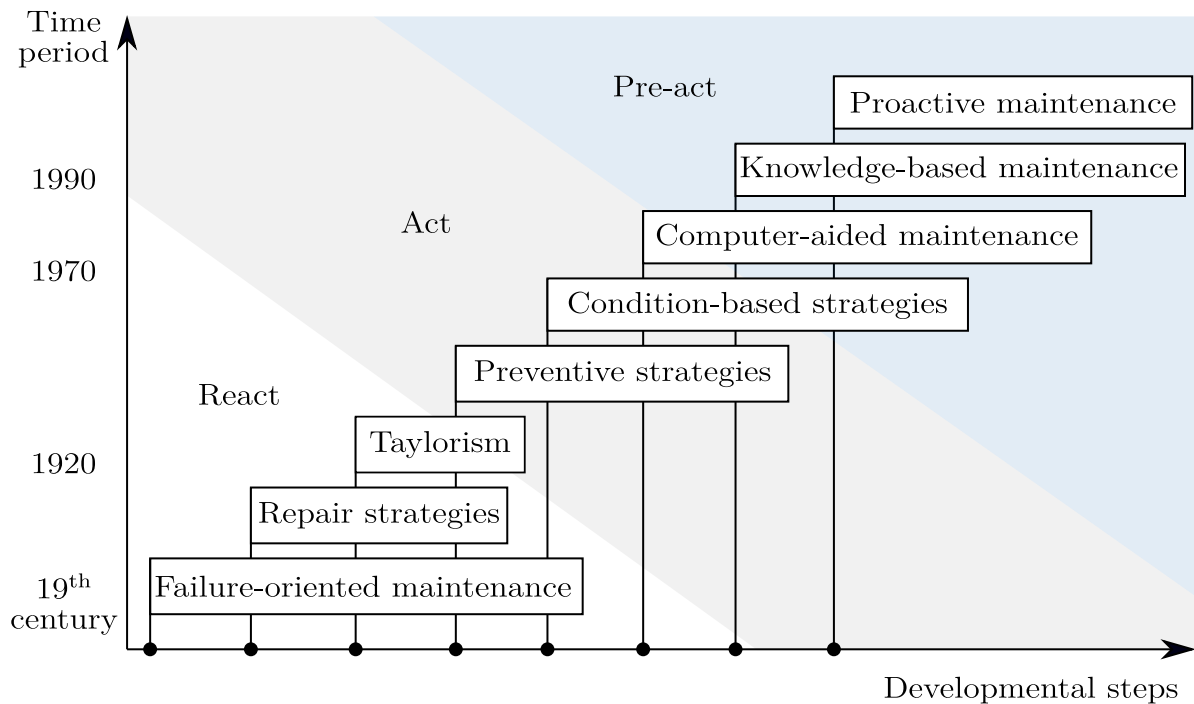 Time
period
Pre-act
Proactive maintenance
Knowledge-based maintenance
1990
Act
Computer-aided maintenance
1970
Condition-based strategies
Preventive strategies
React
Taylorism
1920
Repair strategies
19th
century
Failure-oriented maintenance
Developmental steps